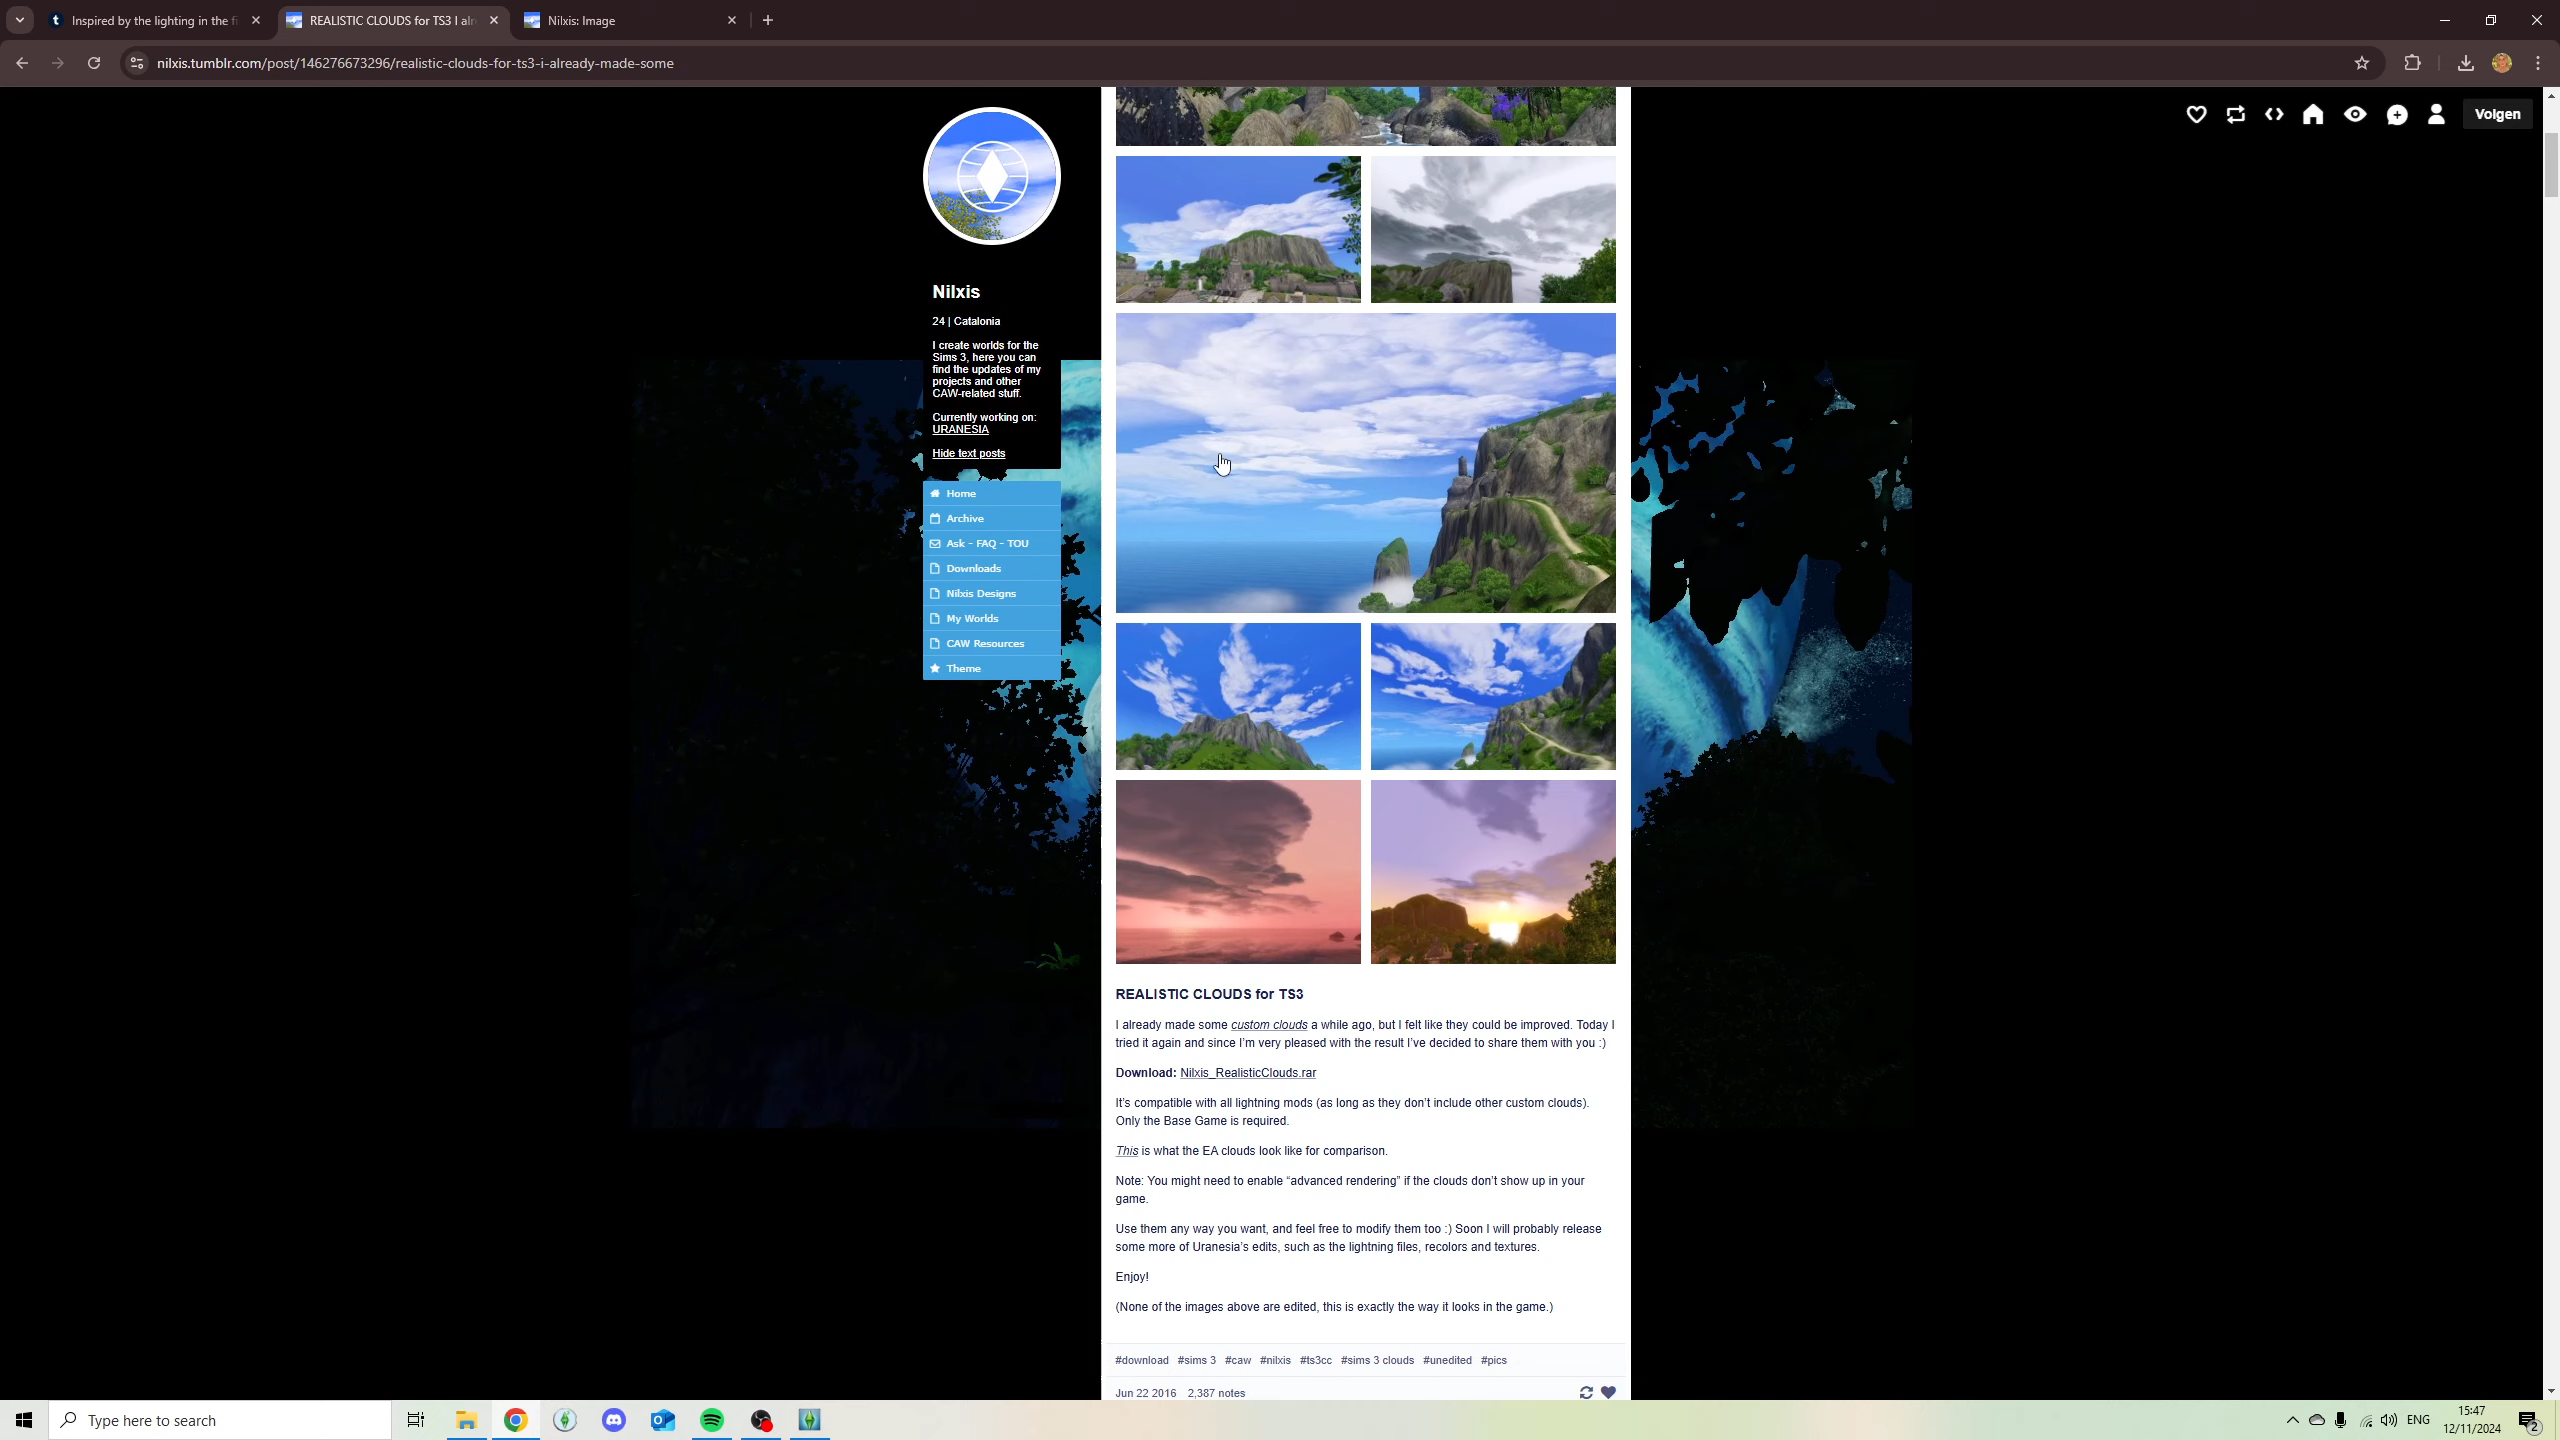 Inspired by the lighting in the fi
REALISTIC CLOUDS for TS3 I alr
Nilxis: Image
nilxis.tumblr.com/post/146276673296/realistic-clouds-for-ts3-i-already-made-some
Volgen
Nilxis
24 | Catalonia
I create worlds for the
Sims 3, here you can
find the updates of my
projects and other
CAW-related stuff.
Currently working on:
URANESIA
Hide text posts
Home
Archive
Ask - FAQ - TOU
Downloads
Nilxis Designs
My Worlds
CAW Resources
Theme
REALISTIC CLOUDS for TS3
I already made some custom clouds a while ago, but I felt like they could be improved. Today I
tried it again and since I'm very pleased with the result I've decided to share them with you :)
Download: Nilxis_RealisticClouds.rar
It's compatible with all lightning mods (as long as they don't include other custom clouds).
Only the Base Game is required.
This is what the EA clouds look like for comparison.
Note: You might need to enable “advanced rendering” if the clouds don't show up in your
game.
Use them any way you want, and feel free to modify them too :) Soon I will probably release
some more of Uranesia's edits, such as the lightning files, recolors and textures.
Enjoy!
(None of the images above are edited, this is exactly the way it looks in the game.)
#download #sims 3 #caw #nilxis #ts3cc #sims 3 clouds #unedited #pics
Jun 22 2016 2,387 notes
Type here to search
ENG
15:47
12/11/2024
2